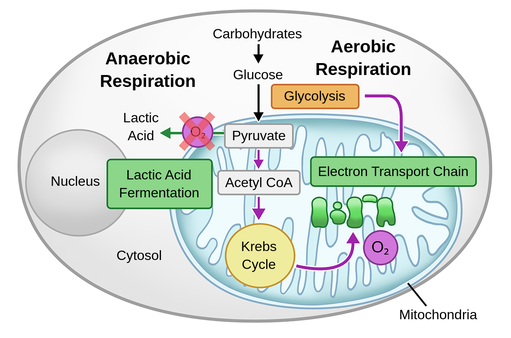 Carbohydrates
Anaerobic
Respiration
Aerobic
Respiration
Glucose
Glycolysis
Lactic
Acid
O₂
Pyruvate
Nucleus
Lactic Acid
Fermentation
Acetyl CoA
Electron Transport Chain
Krebs
Cycle
O₂
Cytosol
Mitochondria